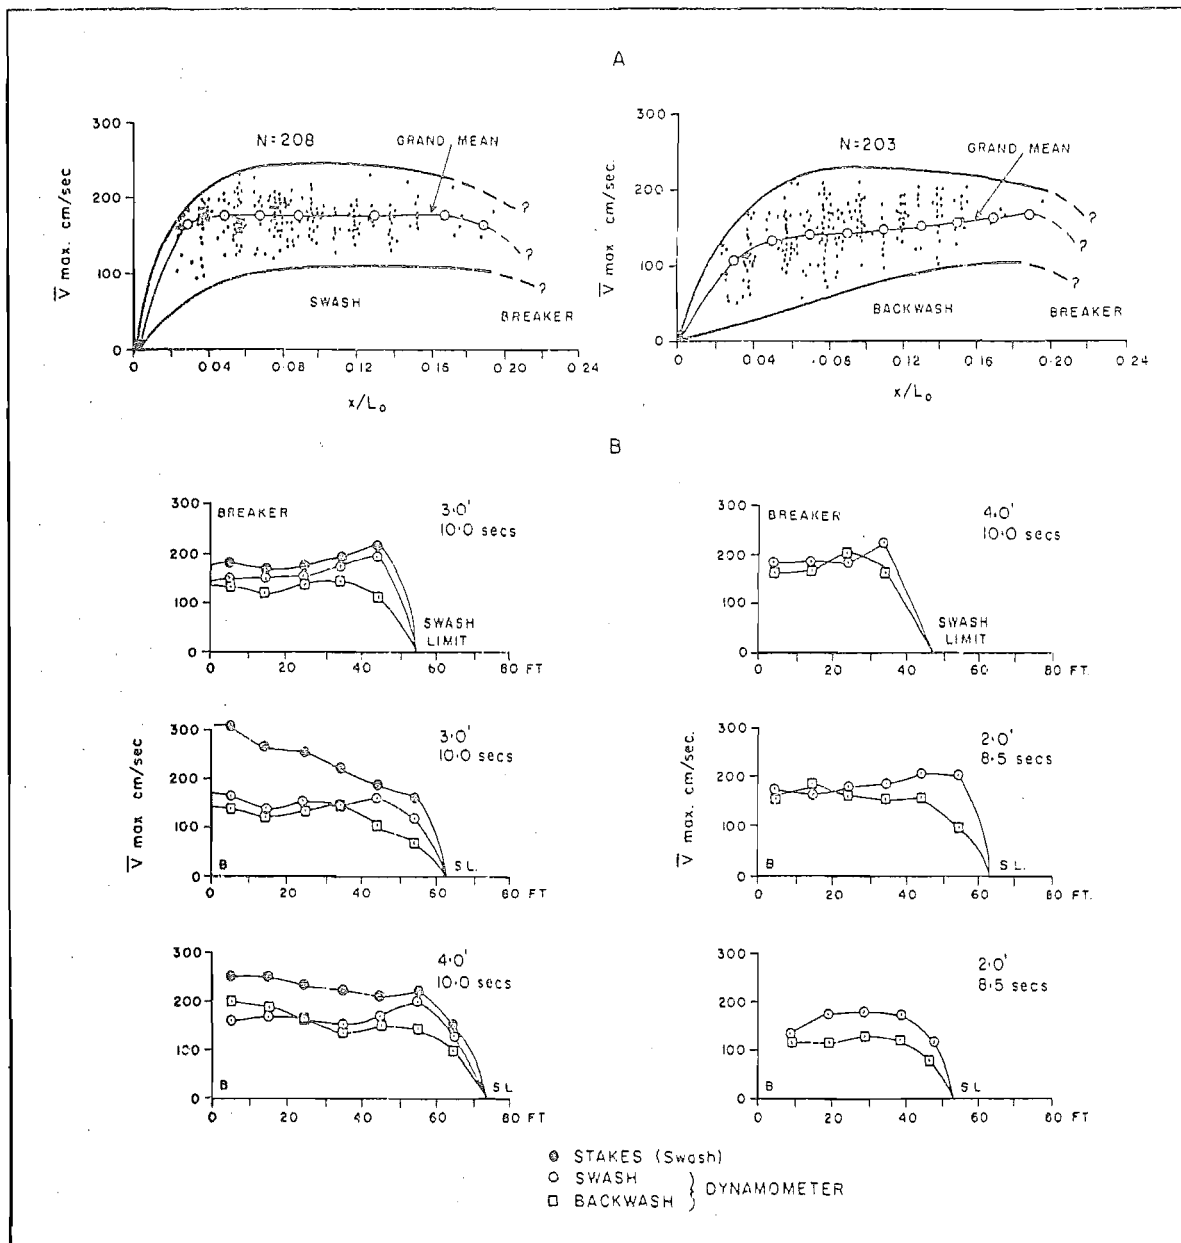 A
300
200
100
0
V max. cm/sec
N=208
GRAND MEAN
SWASH
BREAKER
?
?
?
0 0·04 0·08 0·12 0·16 0·20 0·24
x/L₀
300
200
100
0
V max. cm/sec.
N=203
GRAND MEAN
BACKWASH
BREAKER
?
?
?
0 0·04 ·008 0·12 0·16 0·20 0·24
x/L₀
B
300
200
100
0
BREAKER
3·0'
10·0 secs
SWASH
LIMIT
0 20 40 60 80 FT
300
200
100
0
BREAKER
4·0'
10·0 secs
SWASH
LIMIT
0 20 40 60 80 FT.
V max. cm/sec
300
200
100
0
3·0'
10·0 secs
B
S L.
0 20 40 60 80 FT
V max. cm/sec.
300
200
100
0
2·0'
8·5 secs
B
S L.
0 20 40 60 80 FT.
300
200
100
0
4·0'
10·0 secs
B
S L
0 20 40 60 80 FT
300
200
100
0
2·0'
8·5 secs
B
S L
0 20 40 60 80 FT
STAKES (Swash)
SWASH
BACKWASH
DYNAMOMETER